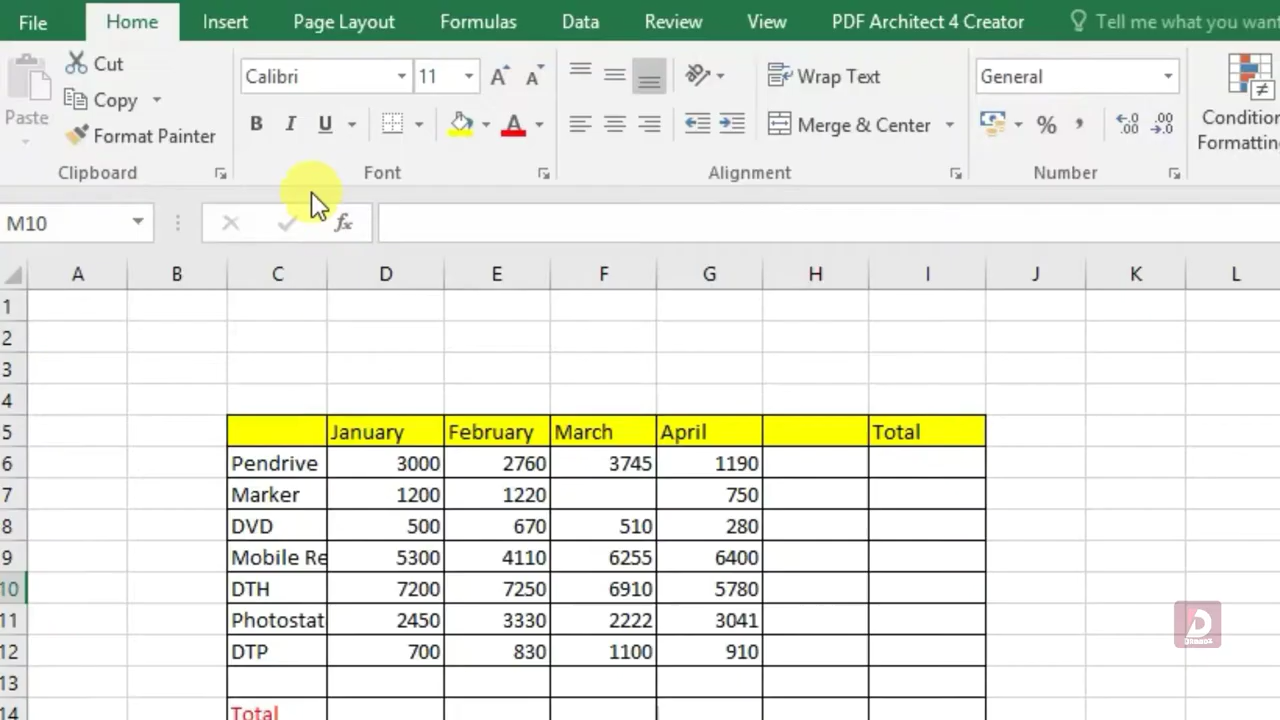 File Home Insert Page Layout Formulas Data Review View PDF Architect 4 Creator Tell me what you want
Cut
Copy
Format Painter
Paste
Clipboard
Calibri 11
B I U
Font
Wrap Text
Merge & Center
Alignment
General
% ,
Number
Condition
Formatting
M10
fx
A B C D E F G H I J K L
1
2
3
4
5 January February March April Total
6 Pendrive 3000 2760 3745 1190
7 Marker 1200 1220 750
8 DVD 500 670 510 280
9 Mobile Re 5300 4110 6255 6400
10 DTH 7200 7250 6910 5780
11 Photostat 2450 3330 2222 3041
12 DTP 700 830 1100 910
13
14 Total